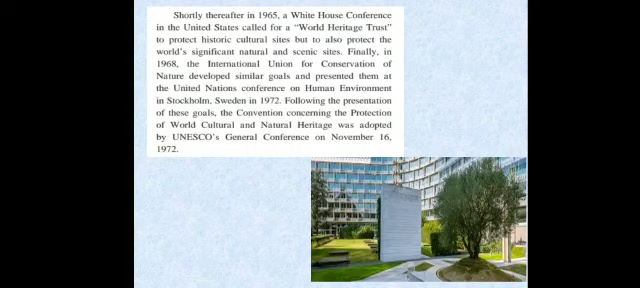 Shortly thereafter in 1965, a White House Conference
in the United States called for a “World Heritage Trust”
to protect historic cultural sites but to also protect the
world’s significant natural and scenic sites. Finally, in
1968, the International Union for Conservation of
Nature developed similar goals and presented them at
the United Nations conference on Human Environment
in Stockholm, Sweden in 1972. Following the presentation
of these goals, the Convention concerning the Protection
of World Cultural and Natural Heritage was adopted
by UNESCO’s General Conference on November 16,
1972.